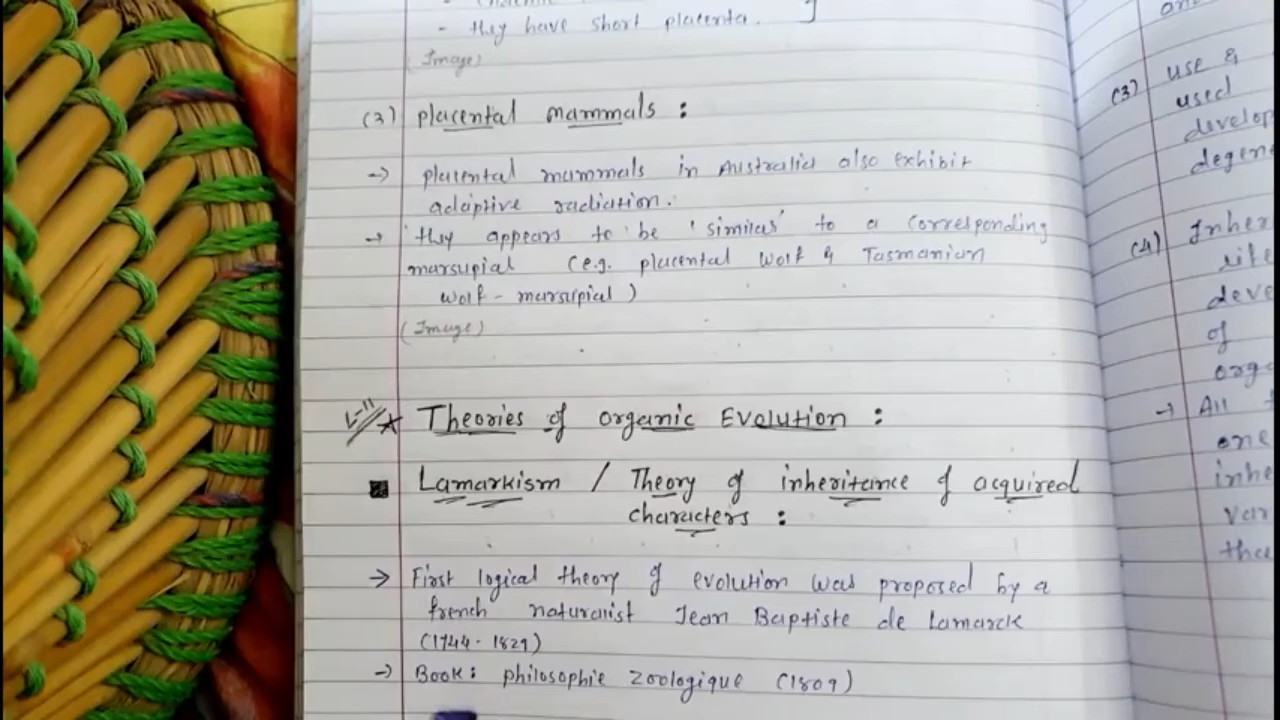 - they have short placenta.
(Image)
(3) placental mammals :
→ placental mammals in Australia also exhibit
adaptive radiation.
→ they appears to be 'similar' to a corresponding
marsupial (e.g. placental wolf & Tasmanian
wolf - marsupial)
(Image)
L-11 ★ Theories of organic Evolution :
■ Lamarkism / Theory of inheritance of acquired
characters :
→ First logical theory of evolution was proposed by a
french naturalist Jean Baptiste de Lamarck
(1744 - 1829)
→ Book : philosophie zoologique (1809)
(3) use &
used
develop
degene
(4) Inher
life
deve
of
orga
→ All
one
inhe
var
tha